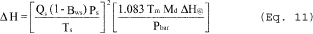 ΔH = [Qs (1 - Bws) Ps / Ts]² [1.083 Tm Md ΔH@ / Pbar] (Eq. 11)